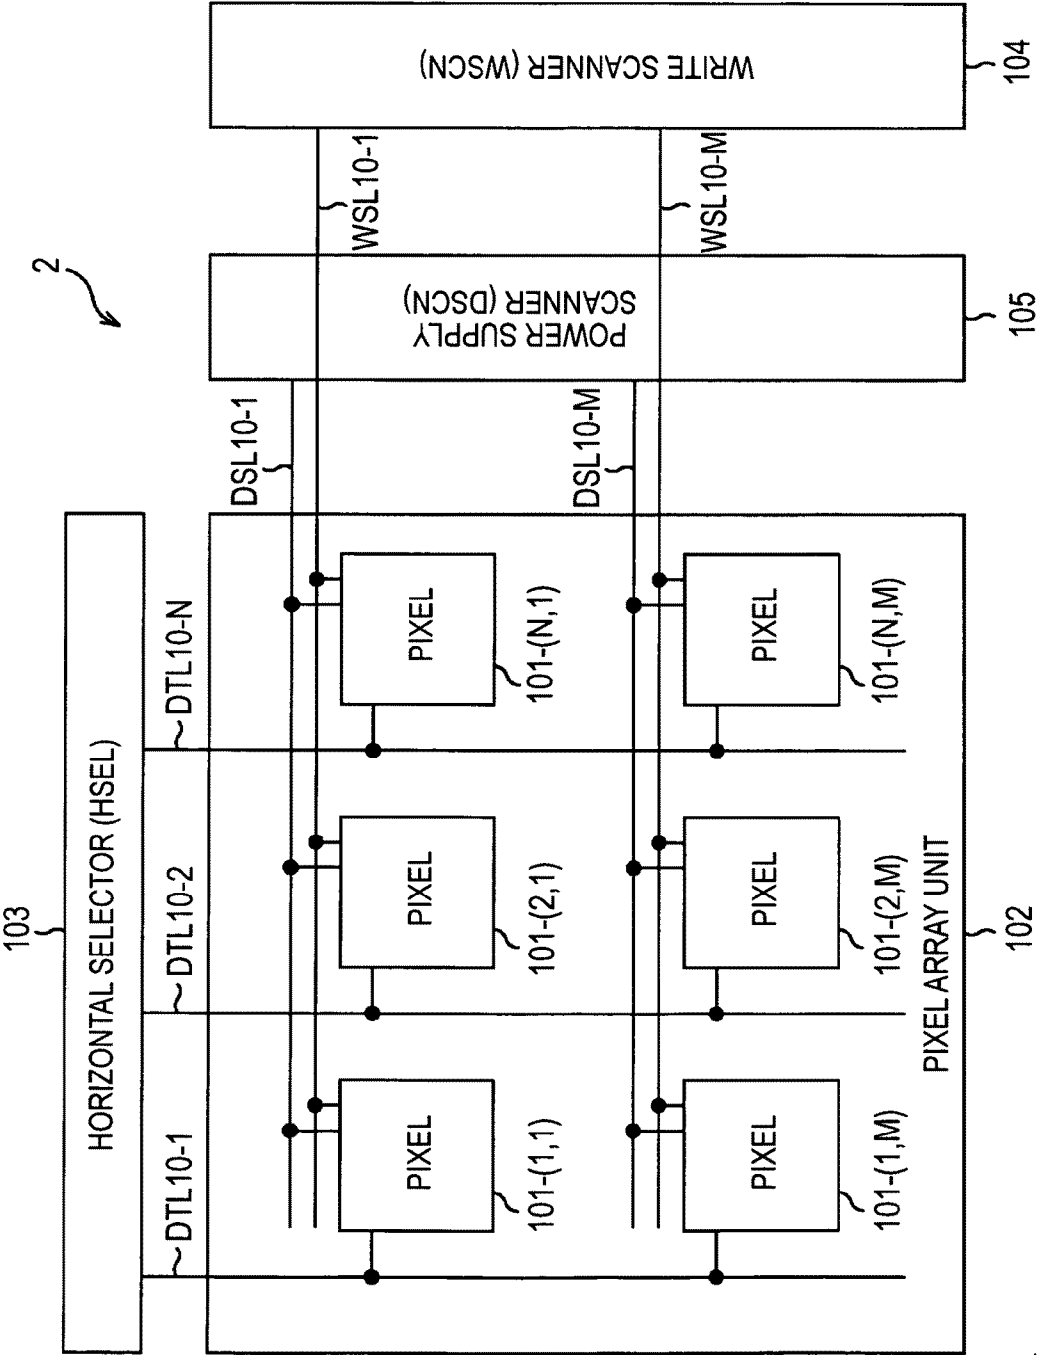 2
103
HORIZONTAL SELECTOR (HSEL)
DTL10-1
DTL10-2
DTL10-N
DSL10-1
WSL10-1
POWER SUPPLY
SCANNER (DSCN)
WRITE SCANNER (WSCN)
PIXEL
PIXEL
PIXEL
101-(1,1)
101-(2,1)
101-(N,1)
DSL10-M
WSL10-M
PIXEL
PIXEL
PIXEL
101-(1,M)
101-(2,M)
101-(N,M)
PIXEL ARRAY UNIT
102
105
104